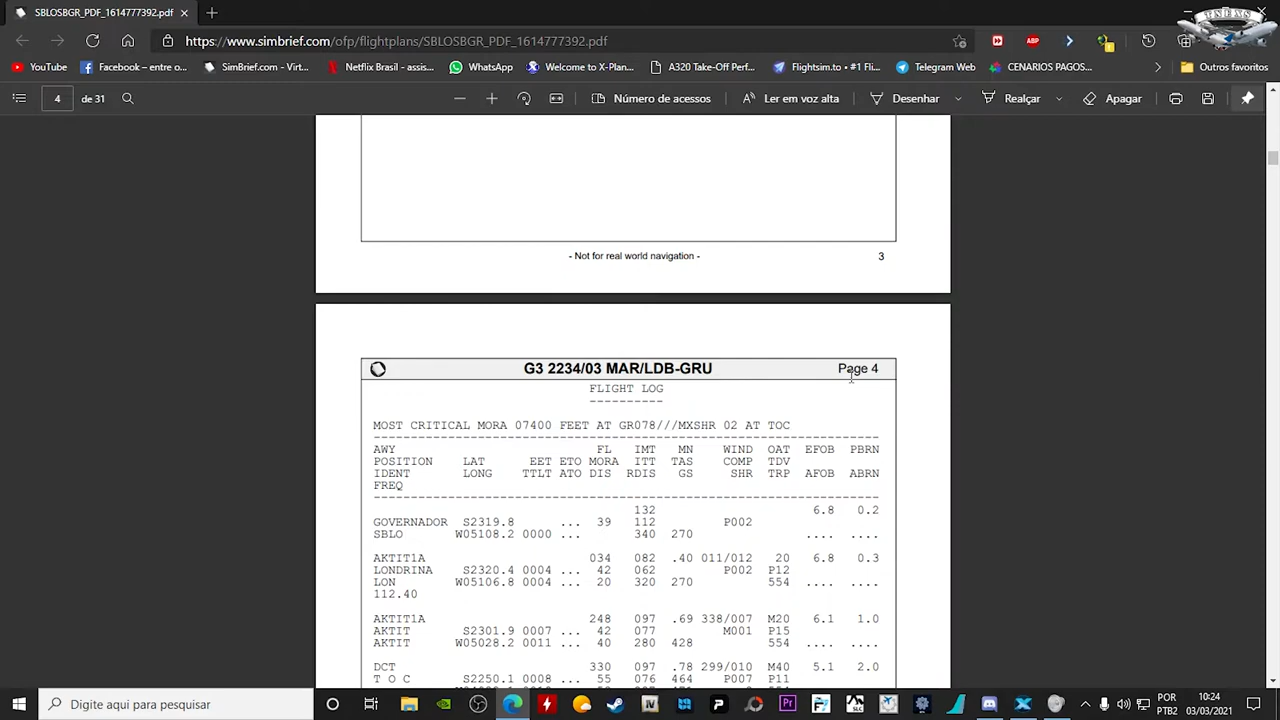 SBLOSBGR_PDF_1614777392.pdf
TNEXS
https://www.simbrief.com/ofp/flightplans/SBLOSBGR_PDF_1614777392.pdf
ABP
YouTube
Facebook – entre o...
SimBrief.com - Virt...
Netflix Brasil - assis...
WhatsApp
Welcome to X-Plan...
A320 Take-Off Perf...
Flightsim.to • #1 Fli...
Telegram Web
CENARIOS PAGOS...
Outros favoritos
4 de 31
Número de acessos
Ler em voz alta
Desenhar
Realçar
Apagar
- Not for real world navigation - 3
G3 2234/03 MAR/LDB-GRU Page 4
FLIGHT LOG
----------
MOST CRITICAL MORA 07400 FEET AT GR078///MXSHR 02 AT TOC
AWY FL IMT MN WIND OAT EFOB PBRN
POSITION LAT EET ETO MORA ITT TAS COMP TDV
IDENT LONG TTLT ATO DIS RDIS GS SHR TRP AFOB ABRN
FREQ
132 6.8 0.2
GOVERNADOR S2319.8 ... 39 112 P002
SBLO W05108.2 0000 ... 340 270 .... ....
AKTIT1A 034 082 .40 011/012 20 6.8 0.3
LONDRINA S2320.4 0004 ... 42 062 P002 P12
LON W05106.8 0004 ... 20 320 270 554 .... ....
112.40
AKTIT1A 248 097 .69 338/007 M20 6.1 1.0
AKTIT S2301.9 0007 ... 42 077 M001 P15
AKTIT W05028.2 0011 ... 40 280 428 554 .... ....
DCT 330 097 .78 299/010 M40 5.1 2.0
T O C S2250.1 0008 ... 55 076 464 P007 P11
Digite aqui para pesquisar
POR
PTB2
10:24
03/03/2021